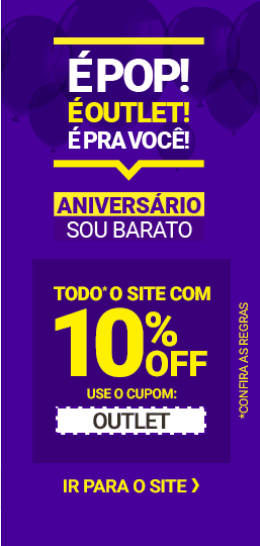 É POP!
É OUTLET!
É PRA VOCÊ!
ANIVERSÁRIO
SOU BARATO
TODO* O SITE COM
10% OFF
USE O CUPOM:
OUTLET
*CONFIRA AS REGRAS
IR PARA O SITE ❯